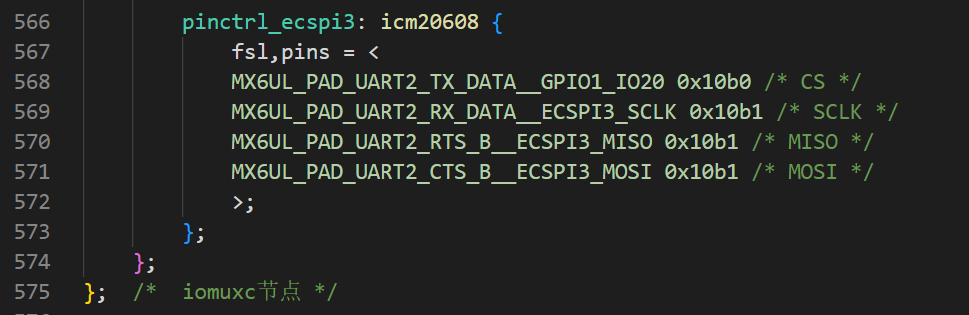 566 pinctrl_ecspi3: icm20608 {
567 fsl,pins = <
568 MX6UL_PAD_UART2_TX_DATA__GPIO1_IO20 0x10b0 /* CS */
569 MX6UL_PAD_UART2_RX_DATA__ECSPI3_SCLK 0x10b1 /* SCLK */
570 MX6UL_PAD_UART2_RTS_B__ECSPI3_MISO 0x10b1 /* MISO */
571 MX6UL_PAD_UART2_CTS_B__ECSPI3_MOSI 0x10b1 /* MOSI */
572 >;
573 };
574 };
575 }; /* iomuxc节点 */